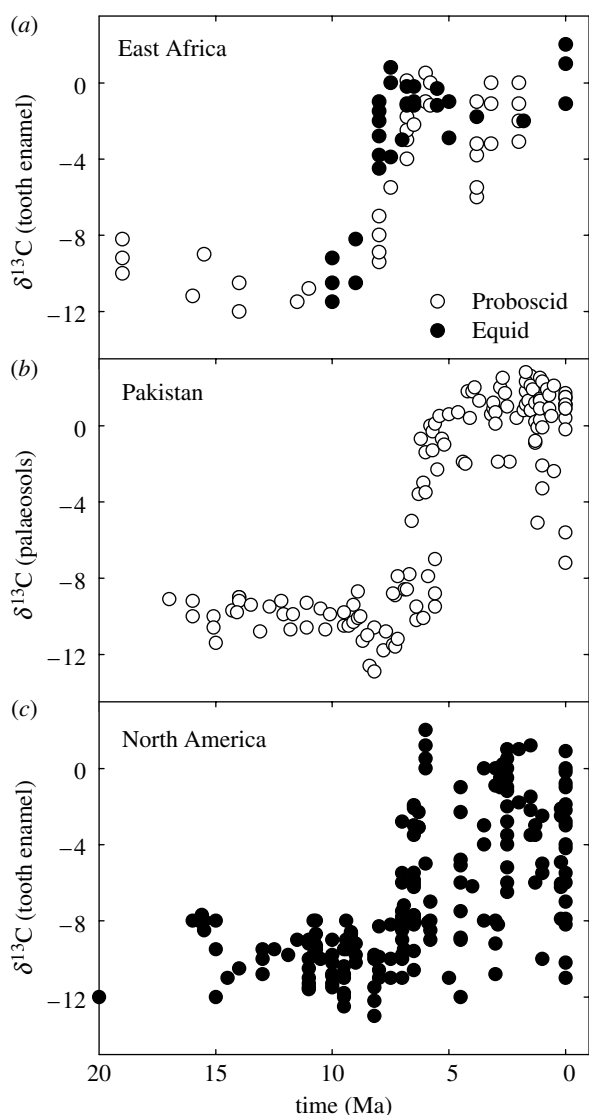 (a)
East Africa
0
−4
−8
−12
δ¹³C (tooth enamel)
Proboscid
Equid
(b)
Pakistan
0
−4
−8
−12
δ¹³C (palaeosols)
(c)
North America
0
−4
−8
−12
δ¹³C (tooth enamel)
20 15 10 5 0
time (Ma)